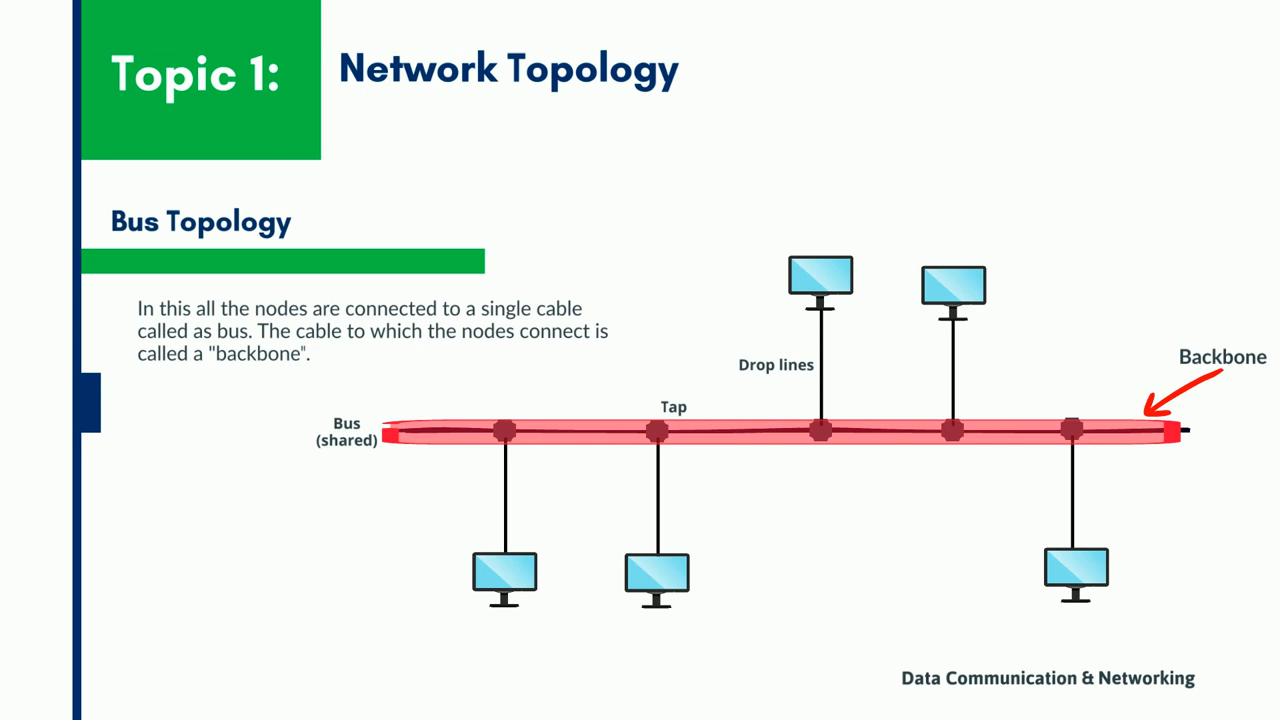 Topic 1:
Network Topology
Bus Topology
In this all the nodes are connected to a single cable
called as bus. The cable to which the nodes connect is
called a "backbone".
Drop lines
Backbone
Tap
Bus
(shared)
Data Communication & Networking